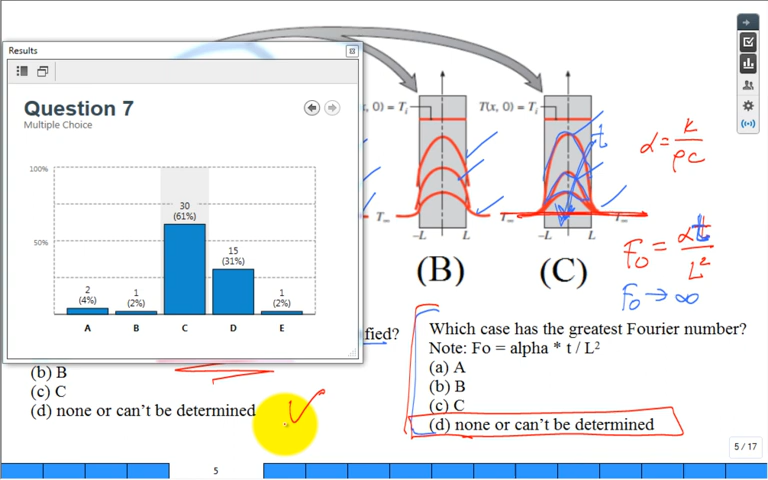 Results
Question 7
Multiple Choice
100%
50%
2
(4%)
1
(2%)
30
(61%)
15
(31%)
1
(2%)
A
B
C
D
E
x, 0) = Ti
T(x, 0) = Ti
t
T∞
T∞
–L
L
–L
L
(B)
(C)
α = k / ρc
Fo = αt / L²
Fo → ∞
fied?
(b) B
(c) C
(d) none or can't be determined
Which case has the greatest Fourier number?
Note: Fo = alpha * t / L²
(a) A
(b) B
(c) C
(d) none or can't be determined
5 / 17
5